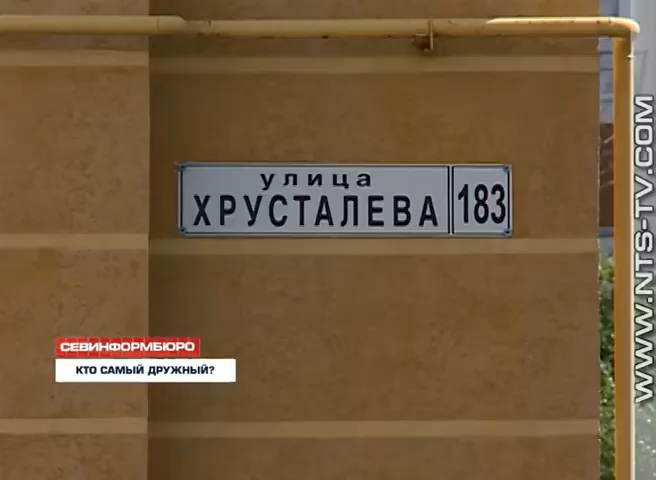 улица
ХРУСТАЛЕВА
183
СЕВИНФОРМБЮРО
КТО САМЫЙ ДРУЖНЫЙ?
WWW.NTS-TV.COM